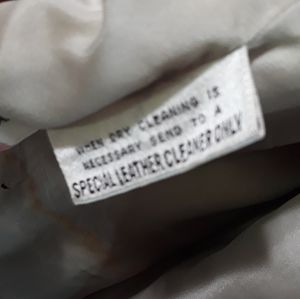 WHEN DRY CLEANING IS
NECESSARY SEND TO A
SPECIAL LEATHER CLEANER ONLY